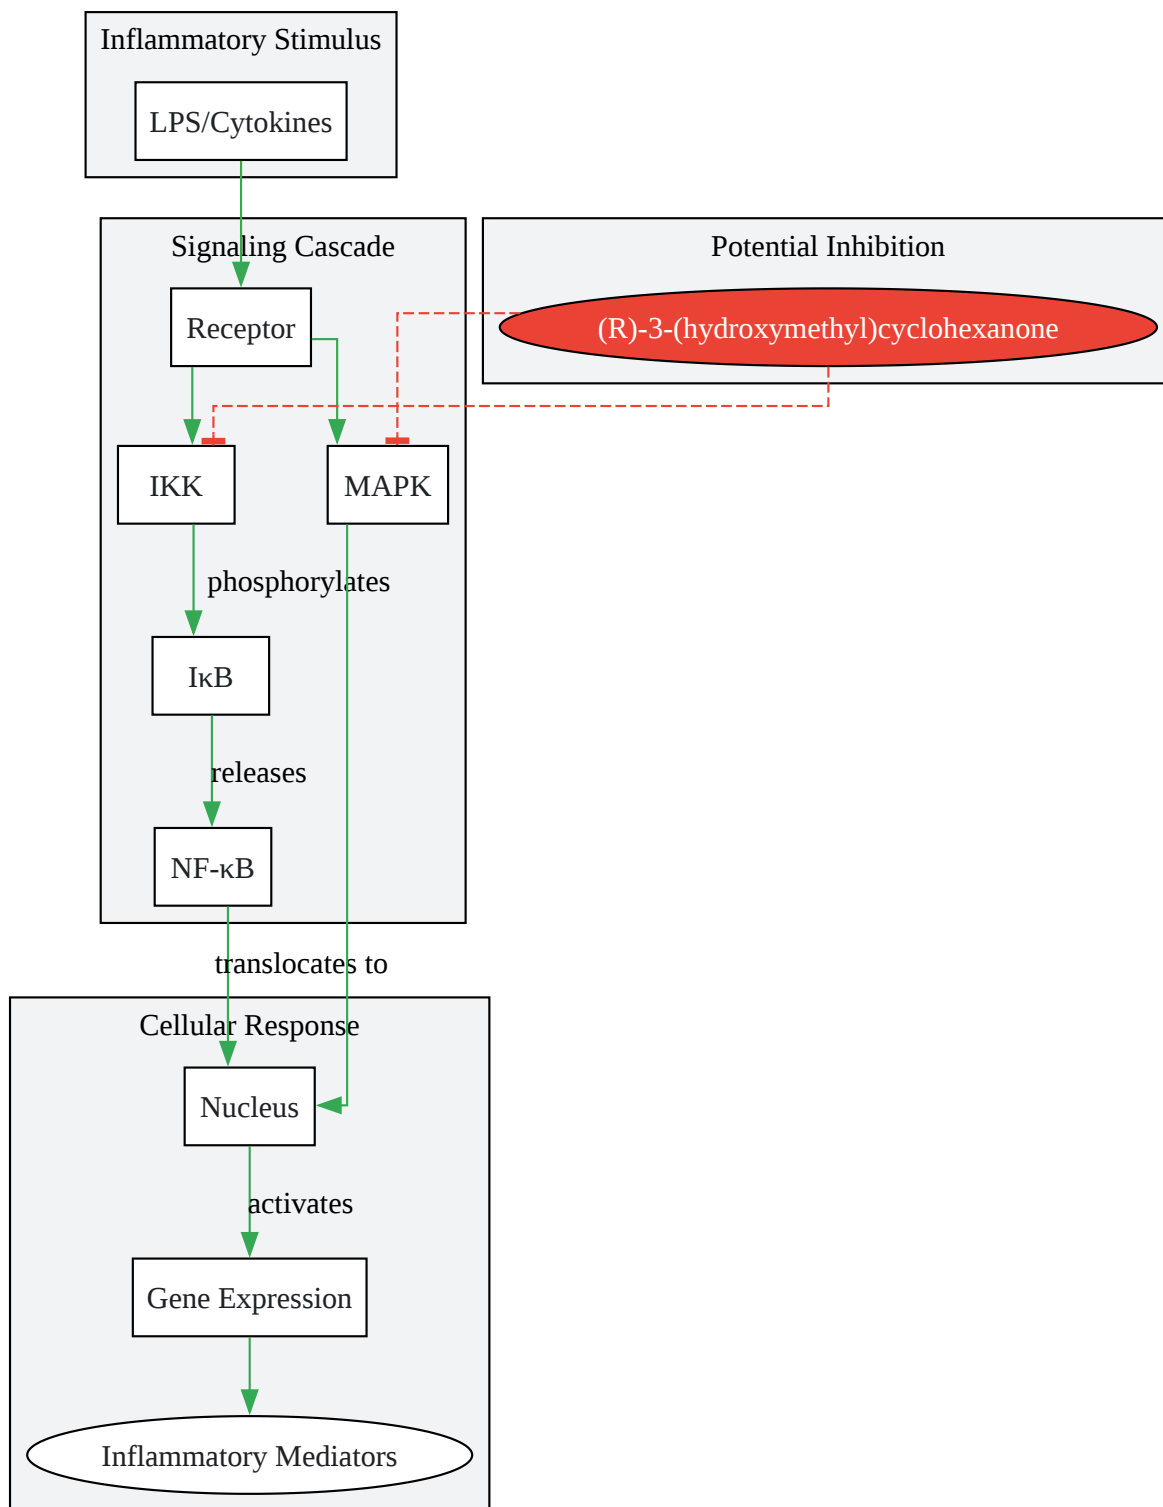 Inflammatory Stimulus
LPS/Cytokines
Signaling Cascade
Potential Inhibition
Receptor
(R)-3-(hydroxymethyl)cyclohexanone
IKK
MAPK
phosphorylates
IκB
releases
NF-κB
translocates to
Cellular Response
Nucleus
activates
Gene Expression
Inflammatory Mediators